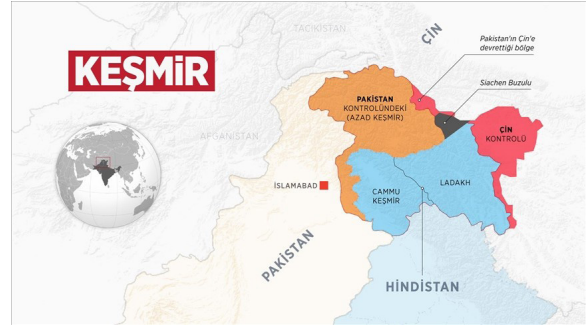 KEŞMİR
TACİKİSTAN
ÇİN
Pakistan'ın Çin'e
devrettiği bölge
Siachen Buzulu
PAKİSTAN
KONTROLÜNDEKİ
(AZAD KEŞMİR)
ÇİN
KONTROLÜ
AFGANİSTAN
İSLAMABAD
CAMMU
KEŞMİR
LADAKH
PAKİSTAN
HİNDİSTAN